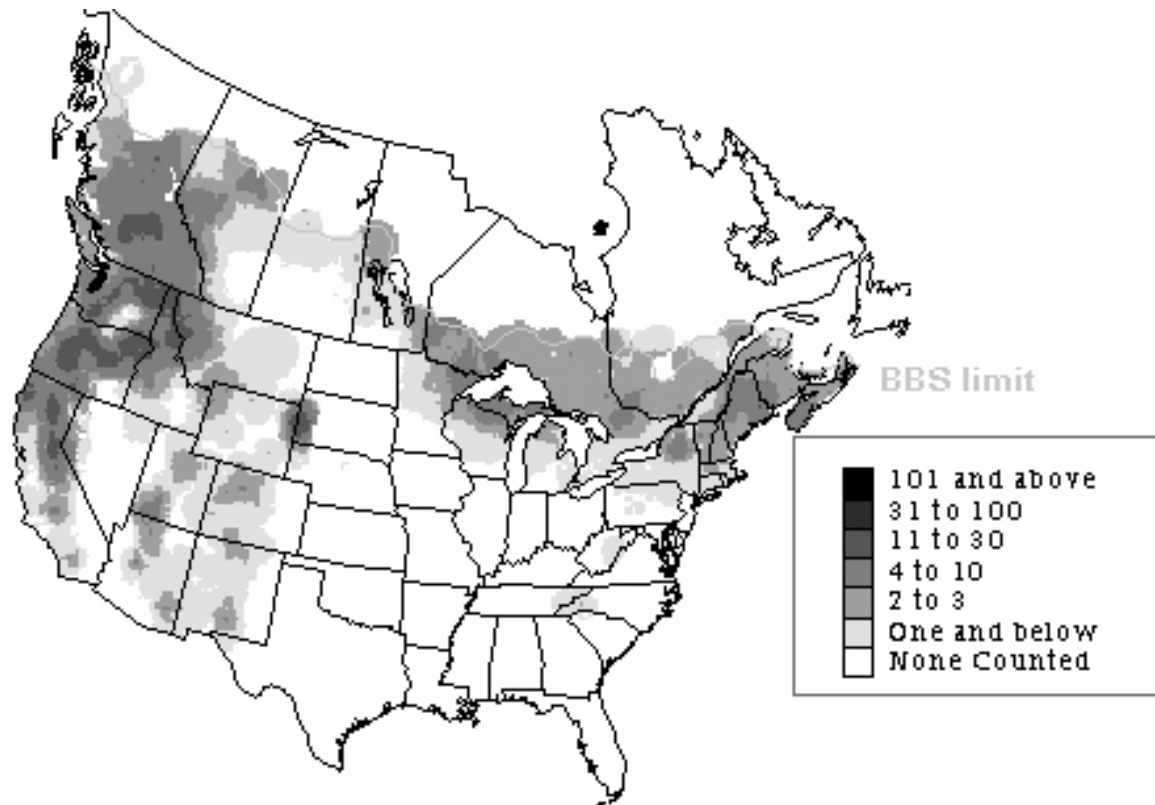 BBS limit
101 and above
31 to 100
11 to 30
4 to 10
2 to 3
One and below
None Counted